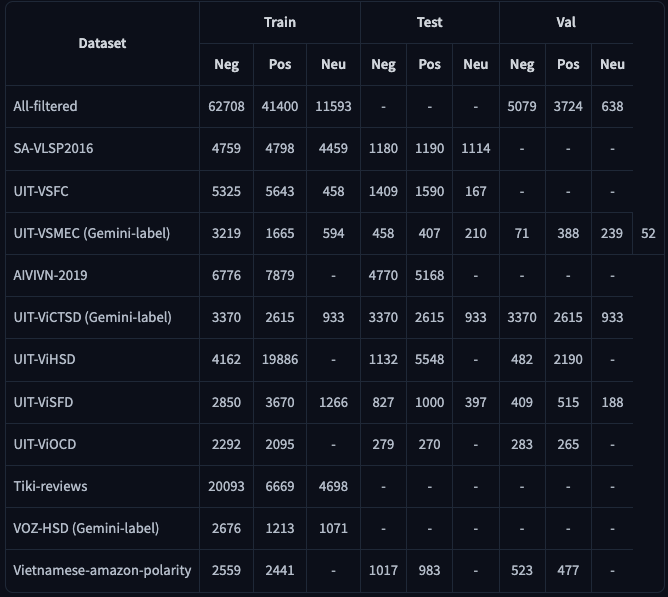 Dataset Train Test Val
Neg Pos Neu Neg Pos Neu Neg Pos Neu
All-filtered 62708 41400 11593 - - - 5079 3724 638
SA-VLSP2016 4759 4798 4459 1180 1190 1114 - - -
UIT-VSFC 5325 5643 458 1409 1590 167 - - -
UIT-VSMEC (Gemini-label) 3219 1665 594 458 407 210 71 388 239 52
AIVIVN-2019 6776 7879 - 4770 5168 - - - -
UIT-ViCTSD (Gemini-label) 3370 2615 933 3370 2615 933 3370 2615 933
UIT-ViHSD 4162 19886 - 1132 5548 - 482 2190 -
UIT-ViSFD 2850 3670 1266 827 1000 397 409 515 188
UIT-ViOCD 2292 2095 - 279 270 - 283 265 -
Tiki-reviews 20093 6669 4698 - - - - - -
VOZ-HSD (Gemini-label) 2676 1213 1071 - - - - - -
Vietnamese-amazon-polarity 2559 2441 - 1017 983 - 523 477 -